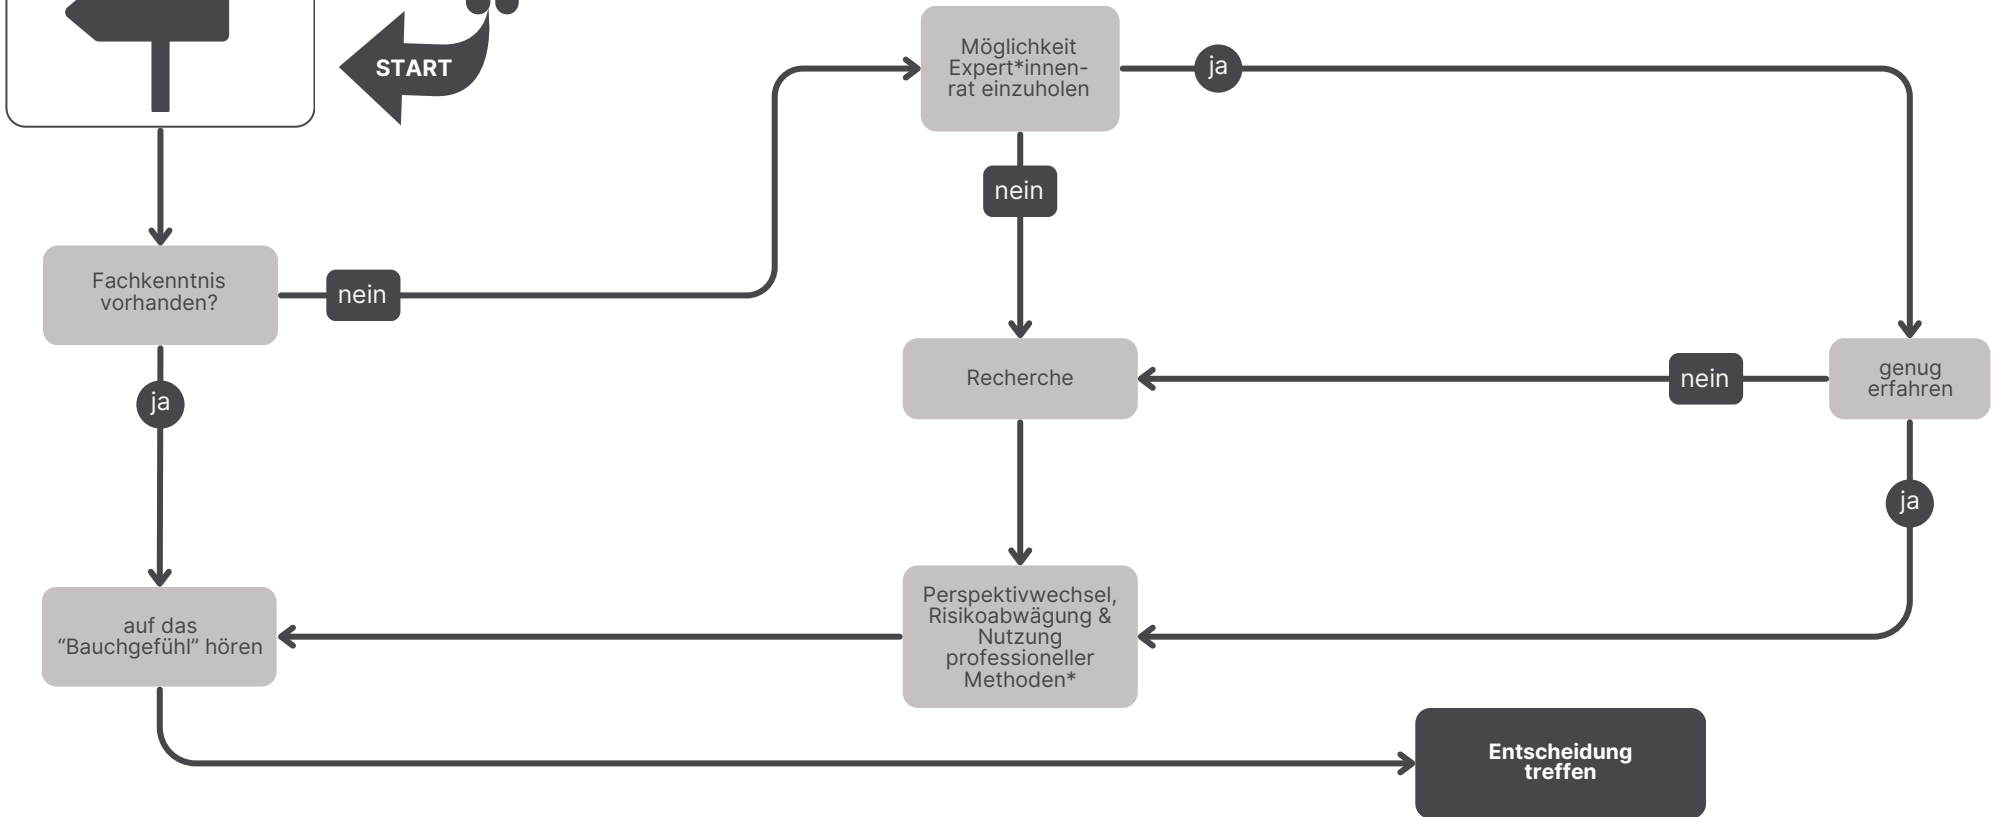 START
Möglichkeit
Expert*innen-
rat einzuholen
ja
nein
Fachkenntnis
vorhanden?
nein
ja
Recherche
nein
genug
erfahren
ja
auf das
“Bauchgefühl” hören
Perspektivwechsel,
Risikoabwägung &
Nutzung
professioneller
Methoden*
Entscheidung
treffen